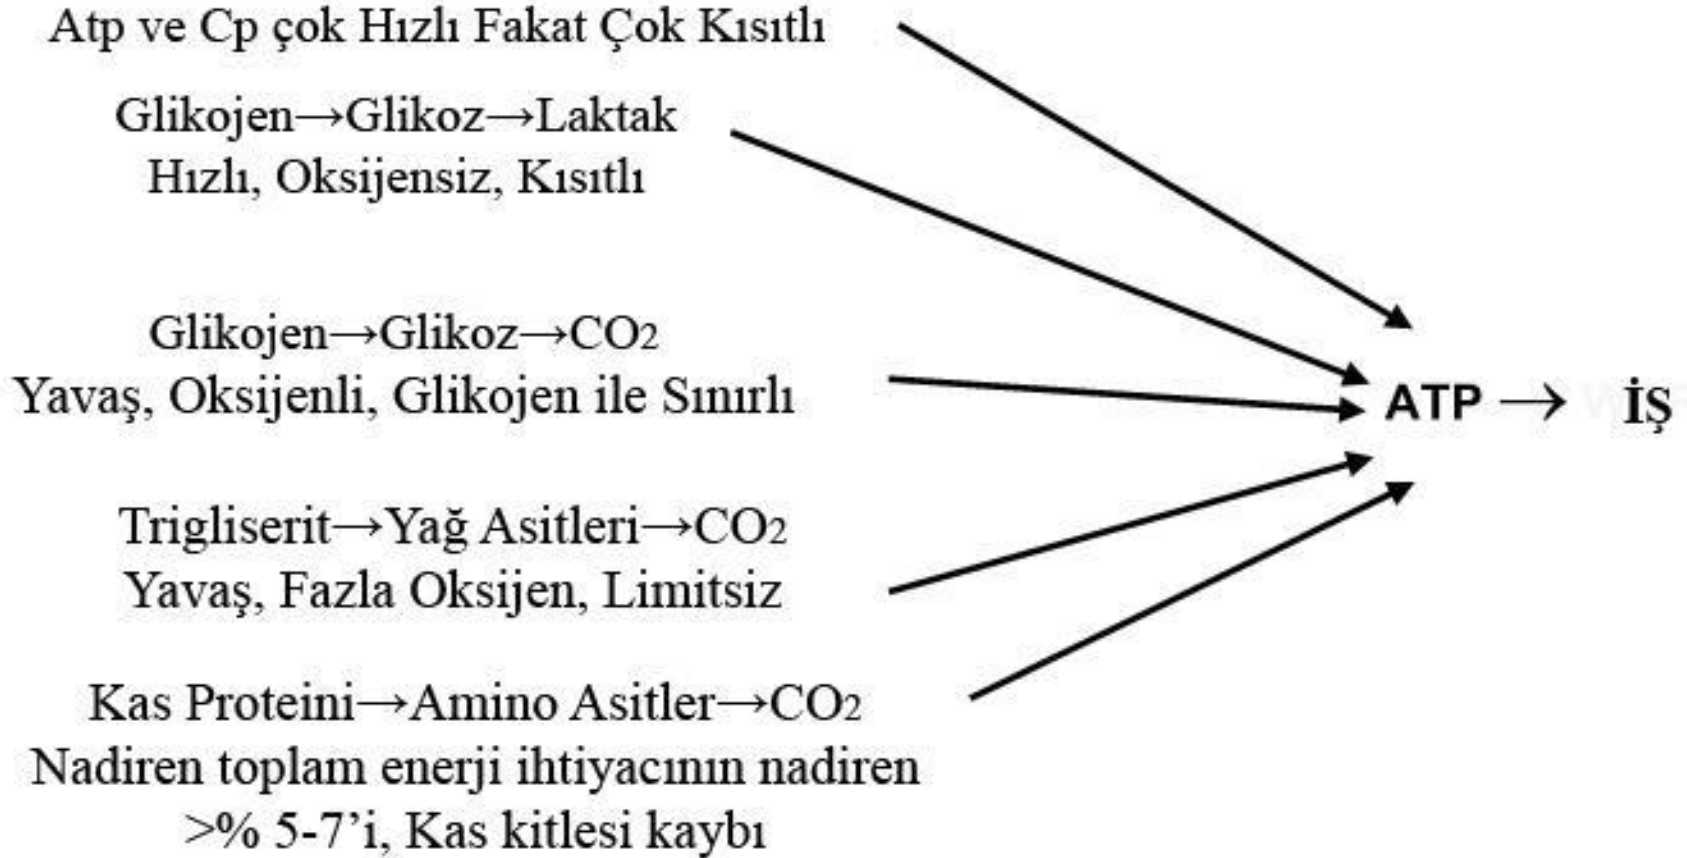 Atp ve Cp çok Hızlı Fakat Çok Kısıtlı
Glikojen→Glikoz→Laktak
Hızlı, Oksijensiz, Kısıtlı
Glikojen→Glikoz→CO2
Yavaş, Oksijenli, Glikojen ile Sınırlı
ATP → İŞ
Trigliserit→Yağ Asitleri→CO2
Yavaş, Fazla Oksijen, Limitsiz
Kas Proteini→Amino Asitler→CO2
Nadiren toplam enerji ihtiyacının nadiren
>% 5-7’i, Kas kitlesi kaybı